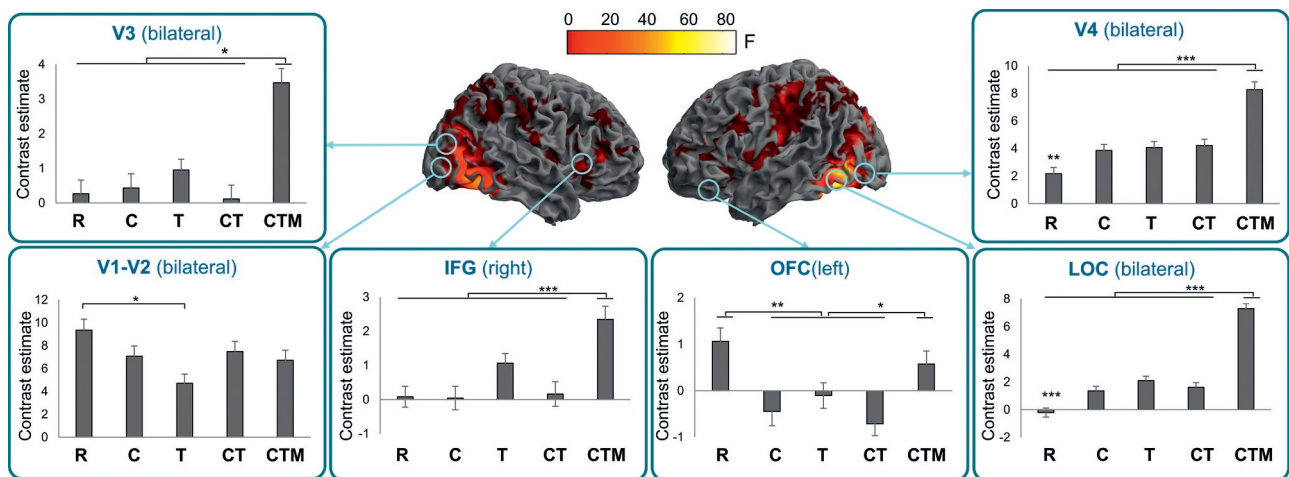 0 20 40 60 80
F
V3 (bilateral)
*
Contrast estimate
4
3
2
1
0
R C T CT CTM
V4 (bilateral)
***
**
Contrast estimate
10
8
6
4
2
0
R C T CT CTM
V1-V2 (bilateral)
*
Contrast estimate
12
10
8
6
4
2
0
R C T CT CTM
IFG (right)
***
Contrast estimate
3
2
1
0
-1
R C T CT CTM
OFC(left)
** *
Contrast estimate
2
1
0
-1
R C T CT CTM
LOC (bilateral)
***
***
Contrast estimate
8
6
4
2
0
-2
R C T CT CTM